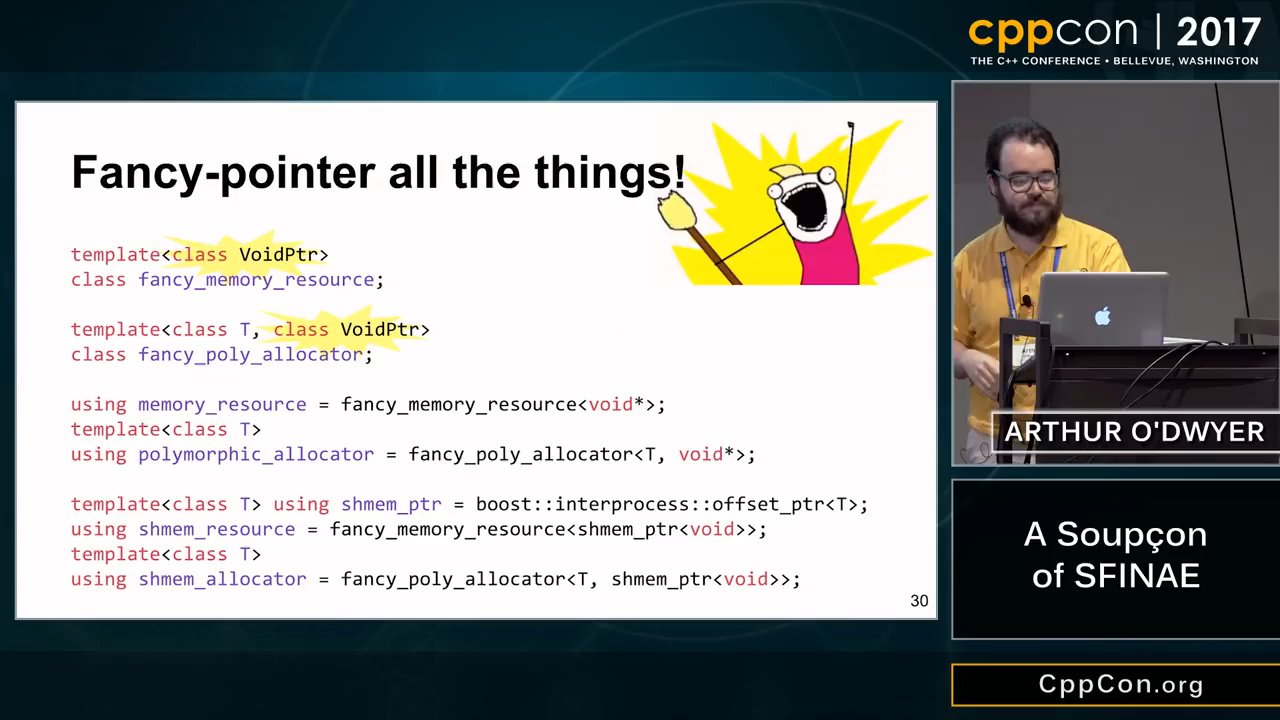 cppcon | 2017
THE C++ CONFERENCE • BELLEVUE, WASHINGTON
Fancy-pointer all the things!
template<class VoidPtr>
class fancy_memory_resource;
template<class T, class VoidPtr>
class fancy_poly_allocator;
using memory_resource = fancy_memory_resource<void*>;
template<class T>
using polymorphic_allocator = fancy_poly_allocator<T, void*>;
template<class T> using shmem_ptr = boost::interprocess::offset_ptr<T>;
using shmem_resource = fancy_memory_resource<shmem_ptr<void>>;
template<class T>
using shmem_allocator = fancy_poly_allocator<T, shmem_ptr<void>>;
30
ARTHUR O'DWYER
A Soupçon
of SFINAE
CppCon.org